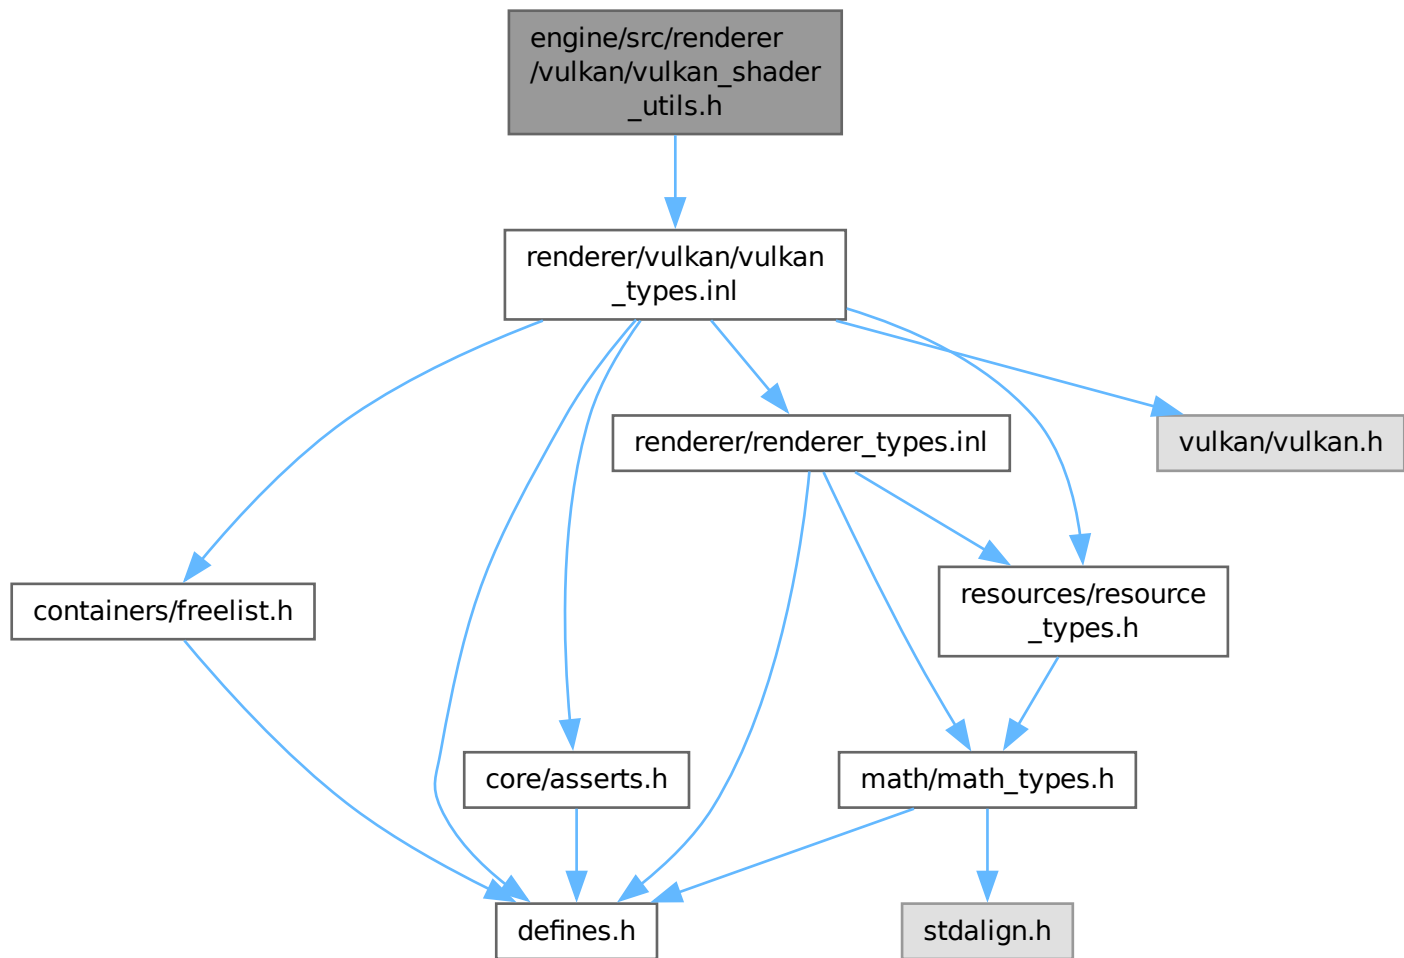 engine/src/renderer
/vulkan/vulkan_shader
_utils.h
renderer/vulkan/vulkan
_types.inl
renderer/renderer_types.inl
vulkan/vulkan.h
containers/freelist.h
resources/resource
_types.h
core/asserts.h
math/math_types.h
defines.h
stdalign.h